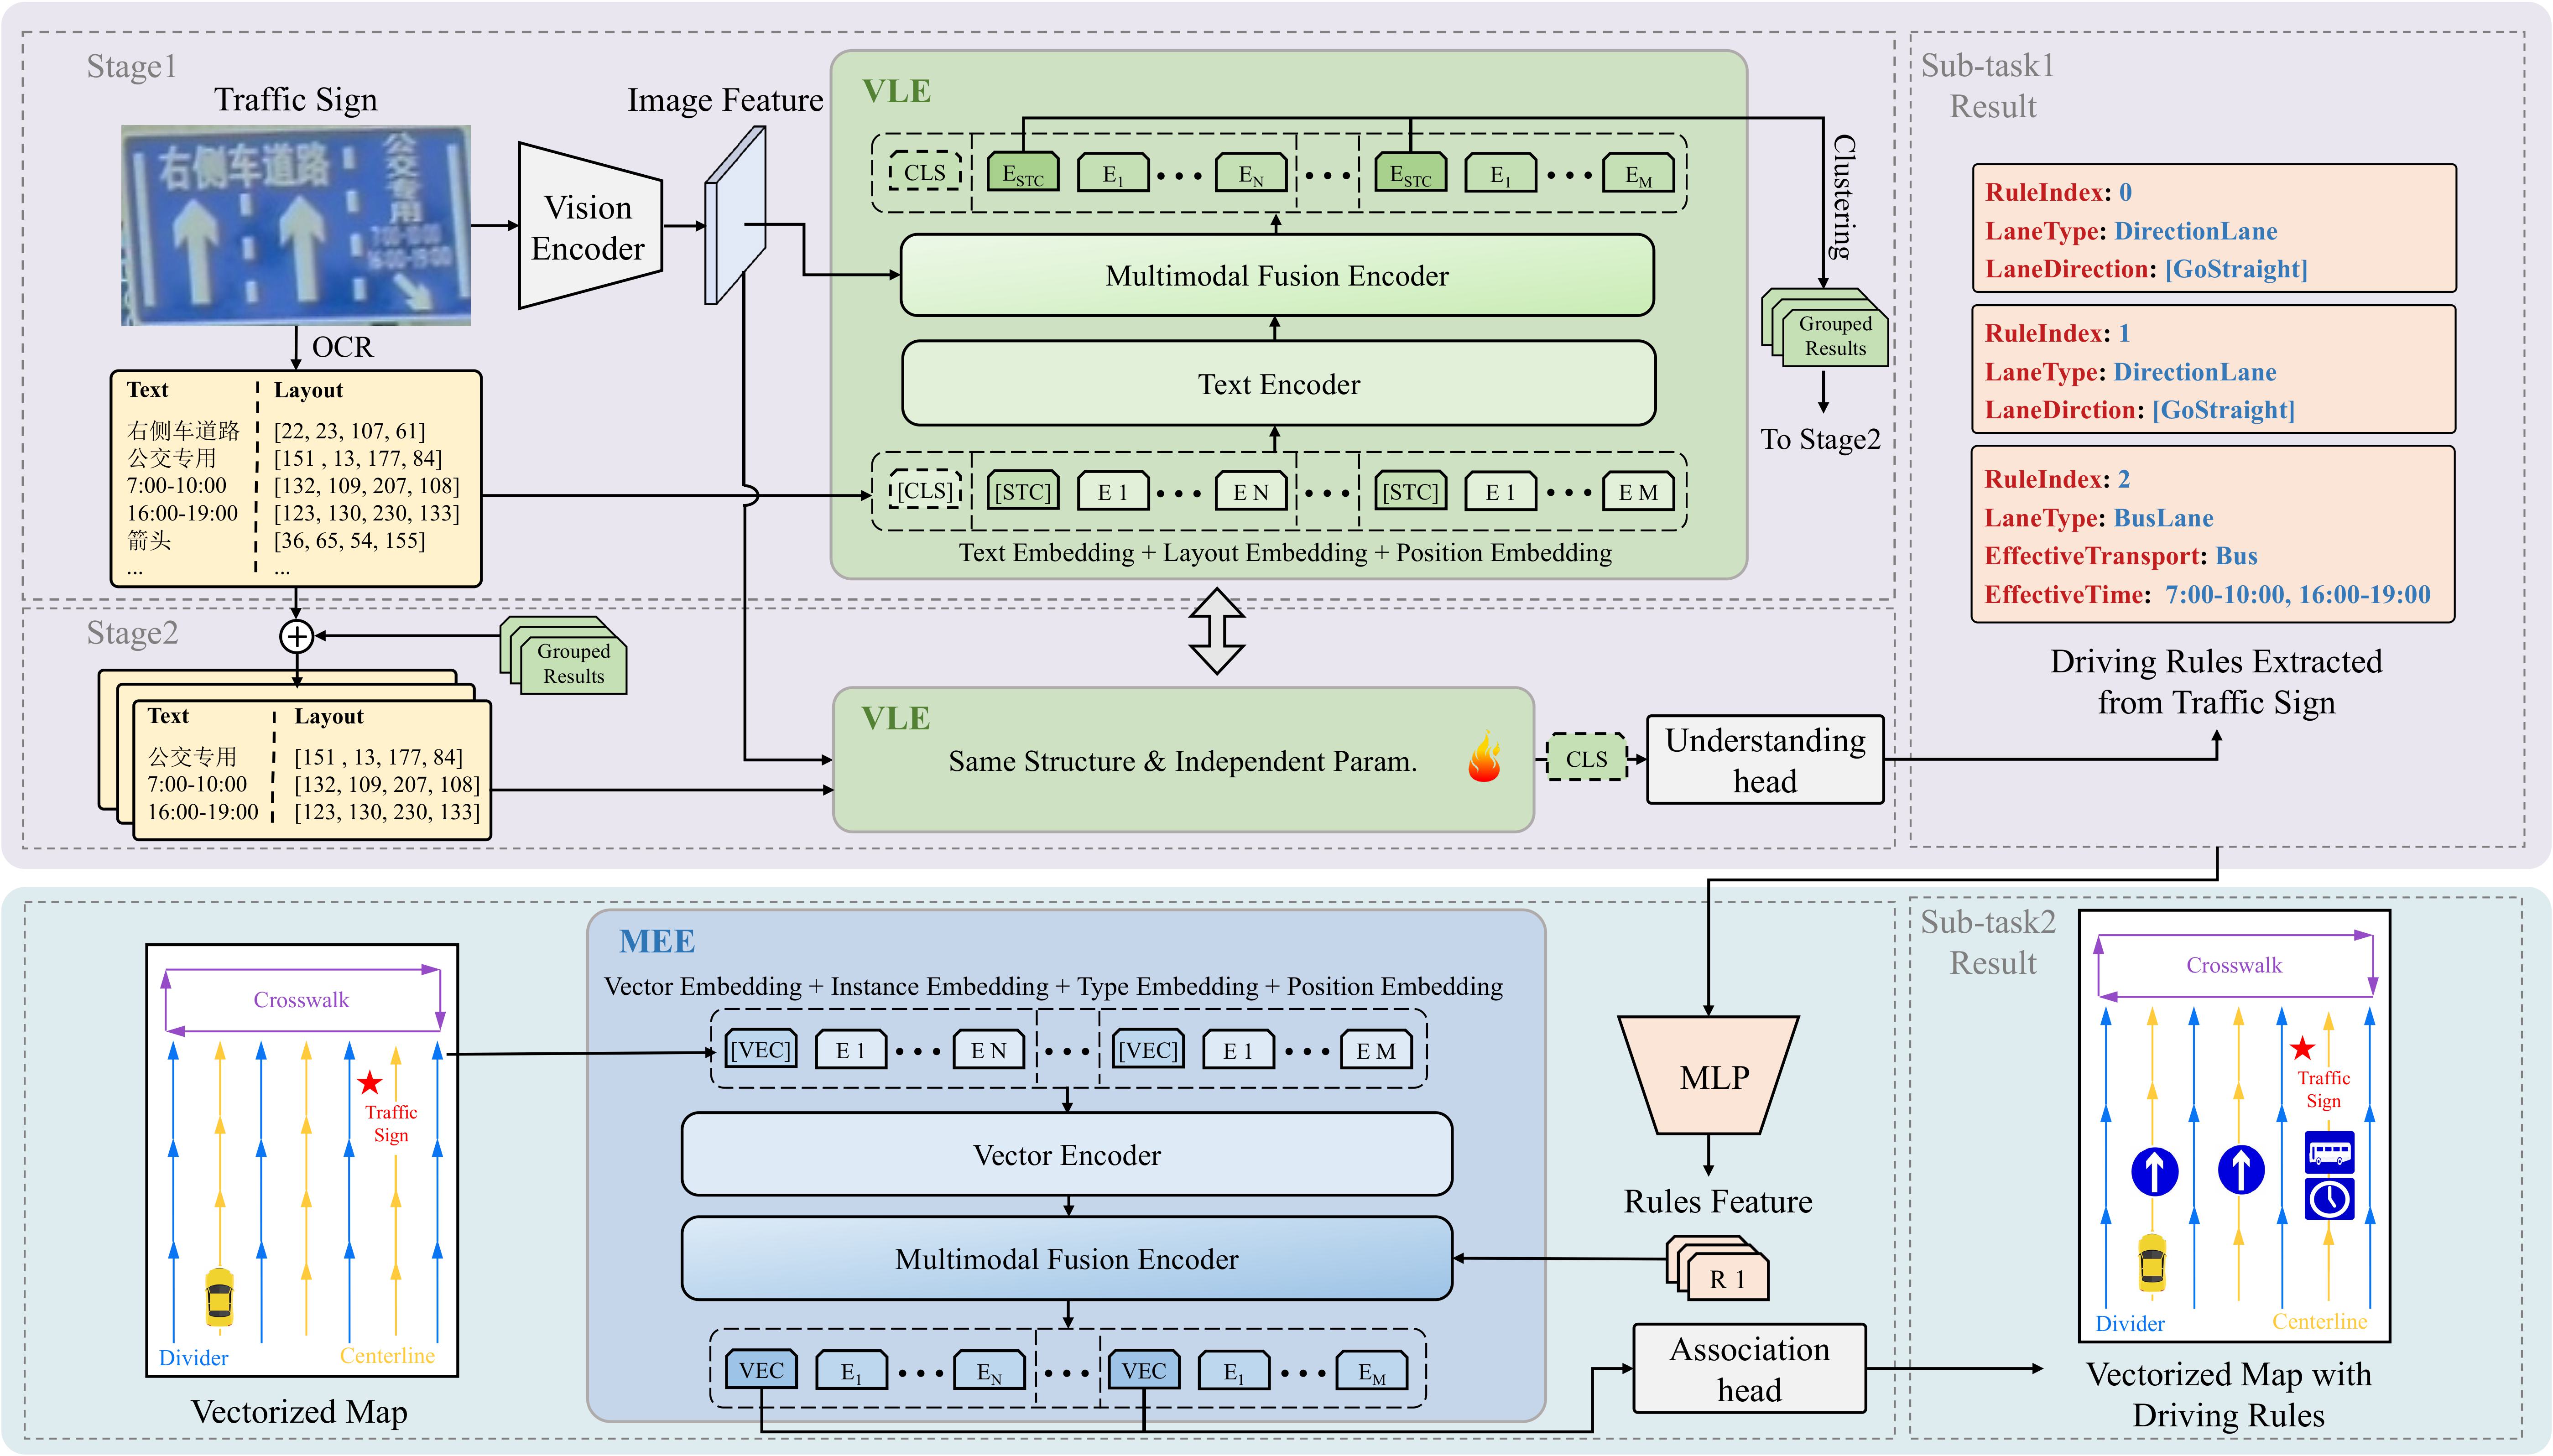 Stage1
Traffic Sign
右侧车道路
公交专用
7:00-10:00
16:00-19:00
OCR
Text Layout
右侧车道路 [22, 23, 107, 61]
公交专用 [151 , 13, 177, 84]
7:00-10:00 [132, 109, 207, 108]
16:00-19:00 [123, 130, 230, 133]
箭头 [36, 65, 54, 155]
... ...
Vision
Encoder
Image Feature
VLE
CLS E_STC E_1 ... E_N ... E_STC E_1 ... E_M
Multimodal Fusion Encoder
Text Encoder
[CLS] [STC] E 1 ... E N ... [STC] E 1 ... E M
Text Embedding + Layout Embedding + Position Embedding
Clustering
Grouped
Results
To Stage2
Stage2
Grouped
Results
Text Layout
公交专用 [151 , 13, 177, 84]
7:00-10:00 [132, 109, 207, 108]
16:00-19:00 [123, 130, 230, 133]
VLE
Same Structure & Independent Param.
CLS
Understanding
head
Sub-task1
Result
RuleIndex: 0
LaneType: DirectionLane
LaneDirection: [GoStraight]
RuleIndex: 1
LaneType: DirectionLane
LaneDirction: [GoStraight]
RuleIndex: 2
LaneType: BusLane
EffectiveTransport: Bus
EffectiveTime: 7:00-10:00, 16:00-19:00
Driving Rules Extracted
from Traffic Sign
Crosswalk
Traffic
Sign
Divider
Centerline
Vectorized Map
MEE
Vector Embedding + Instance Embedding + Type Embedding + Position Embedding
[VEC] E 1 ... E N ... [VEC] E 1 ... E M
Vector Encoder
Multimodal Fusion Encoder
VEC E_1 ... E_N ... VEC E_1 ... E_M
MLP
Rules Feature
R 1
Association
head
Sub-task2
Result
Crosswalk
Traffic
Sign
Divider
Centerline
Vectorized Map with
Driving Rules